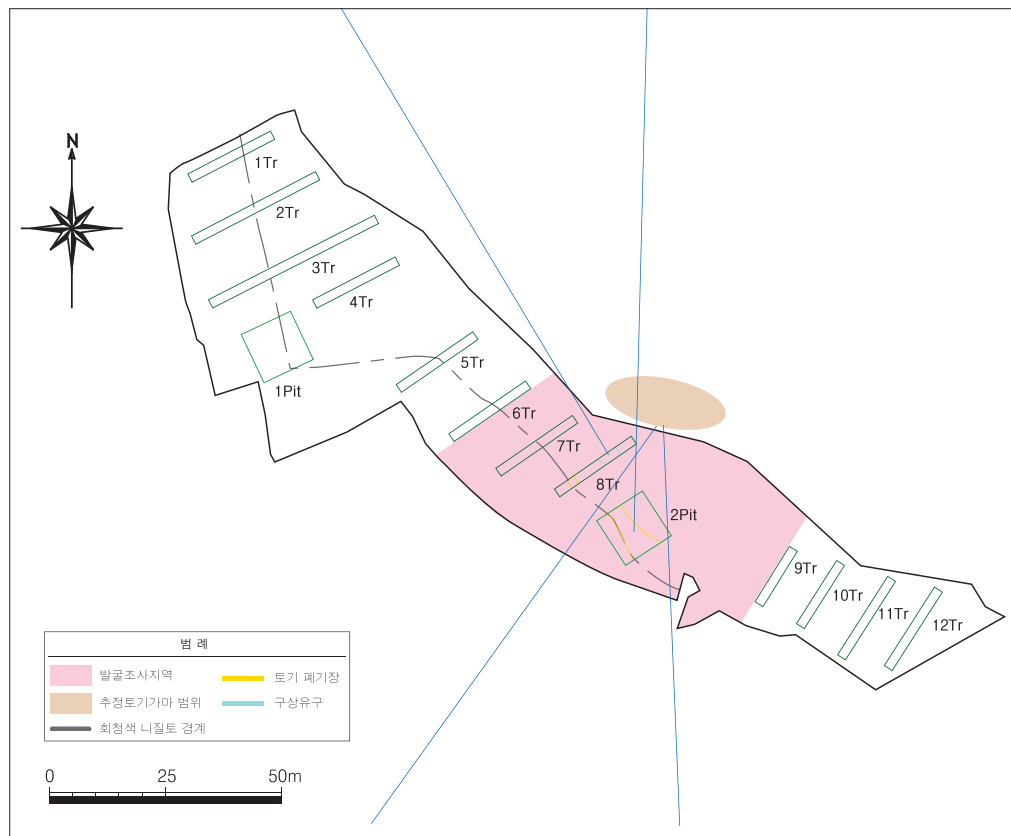 N
1Tr
2Tr
3Tr
4Tr
1Pit
5Tr
6Tr
7Tr
8Tr
2Pit
9Tr
10Tr
11Tr
12Tr
범 례
발굴조사지역
토기 폐기장
추정토기가마 범위
구상유구
회청색 니질토 경계
0 25 50m